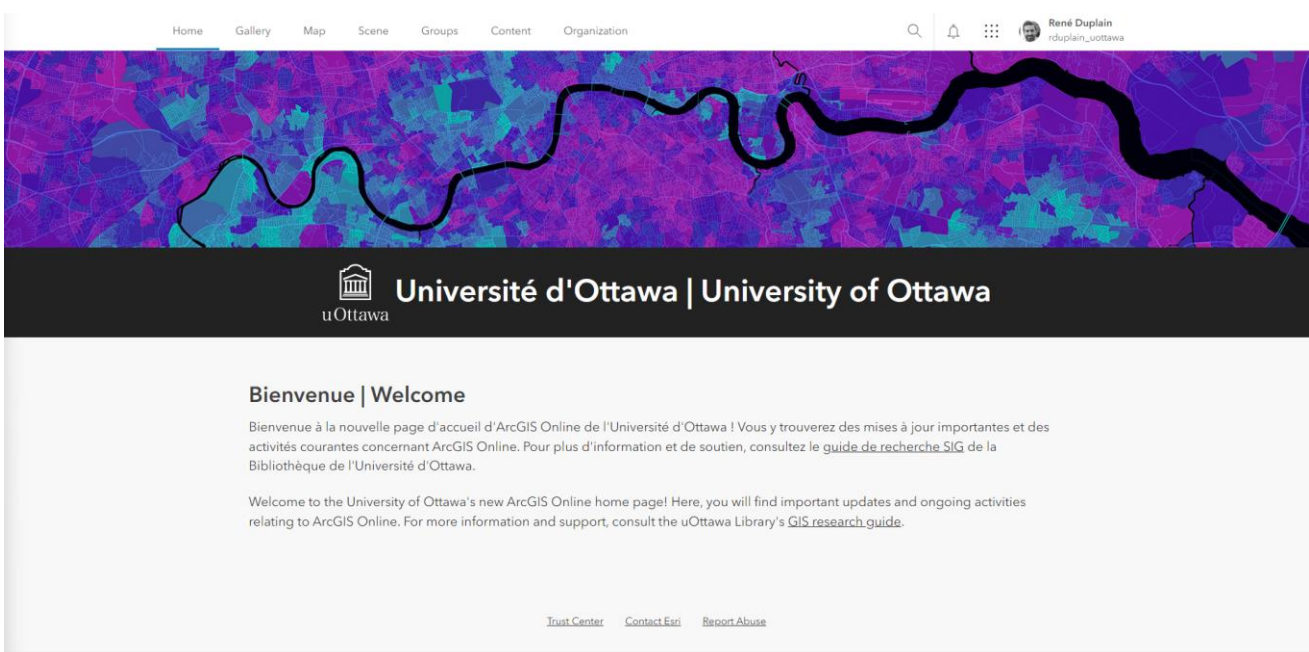 Home Gallery Map Scene Groups Content Organization
René Duplain
rduplain_uottawa
uOttawa
Université d'Ottawa | University of Ottawa
Bienvenue | Welcome
Bienvenue à la nouvelle page d'accueil d'ArcGIS Online de l'Université d'Ottawa ! Vous y trouverez des mises à jour importantes et des
activités courantes concernant ArcGIS Online. Pour plus d'information et de soutien, consultez le guide de recherche SIG de la
Bibliothèque de l'Université d'Ottawa.
Welcome to the University of Ottawa's new ArcGIS Online home page! Here, you will find important updates and ongoing activities
relating to ArcGIS Online. For more information and support, consult the uOttawa Library's GIS research guide.
Trust Center Contact Esri Report Abuse